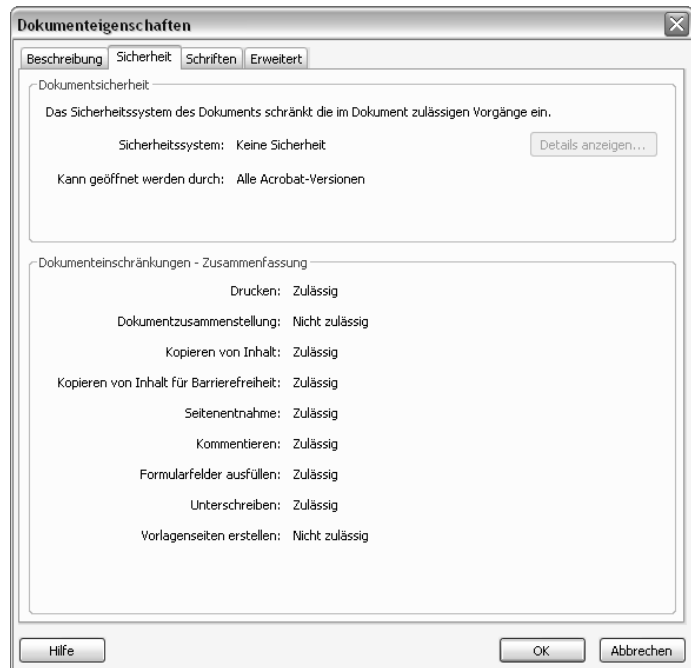 Dokumenteigenschaften
Beschreibung Sicherheit Schriften Erweitert
Dokumentsicherheit
Das Sicherheitssystem des Dokuments schränkt die im Dokument zulässigen Vorgänge ein.
Sicherheitssystem: Keine Sicherheit Details anzeigen...
Kann geöffnet werden durch: Alle Acrobat-Versionen
Dokumenteinschränkungen - Zusammenfassung
Drucken: Zulässig
Dokumentzusammenstellung: Nicht zulässig
Kopieren von Inhalt: Zulässig
Kopieren von Inhalt für Barrierefreiheit: Zulässig
Seitenentnahme: Zulässig
Kommentieren: Zulässig
Formularfelder ausfüllen: Zulässig
Unterschreiben: Zulässig
Vorlagenseiten erstellen: Nicht zulässig
Hilfe OK Abbrechen